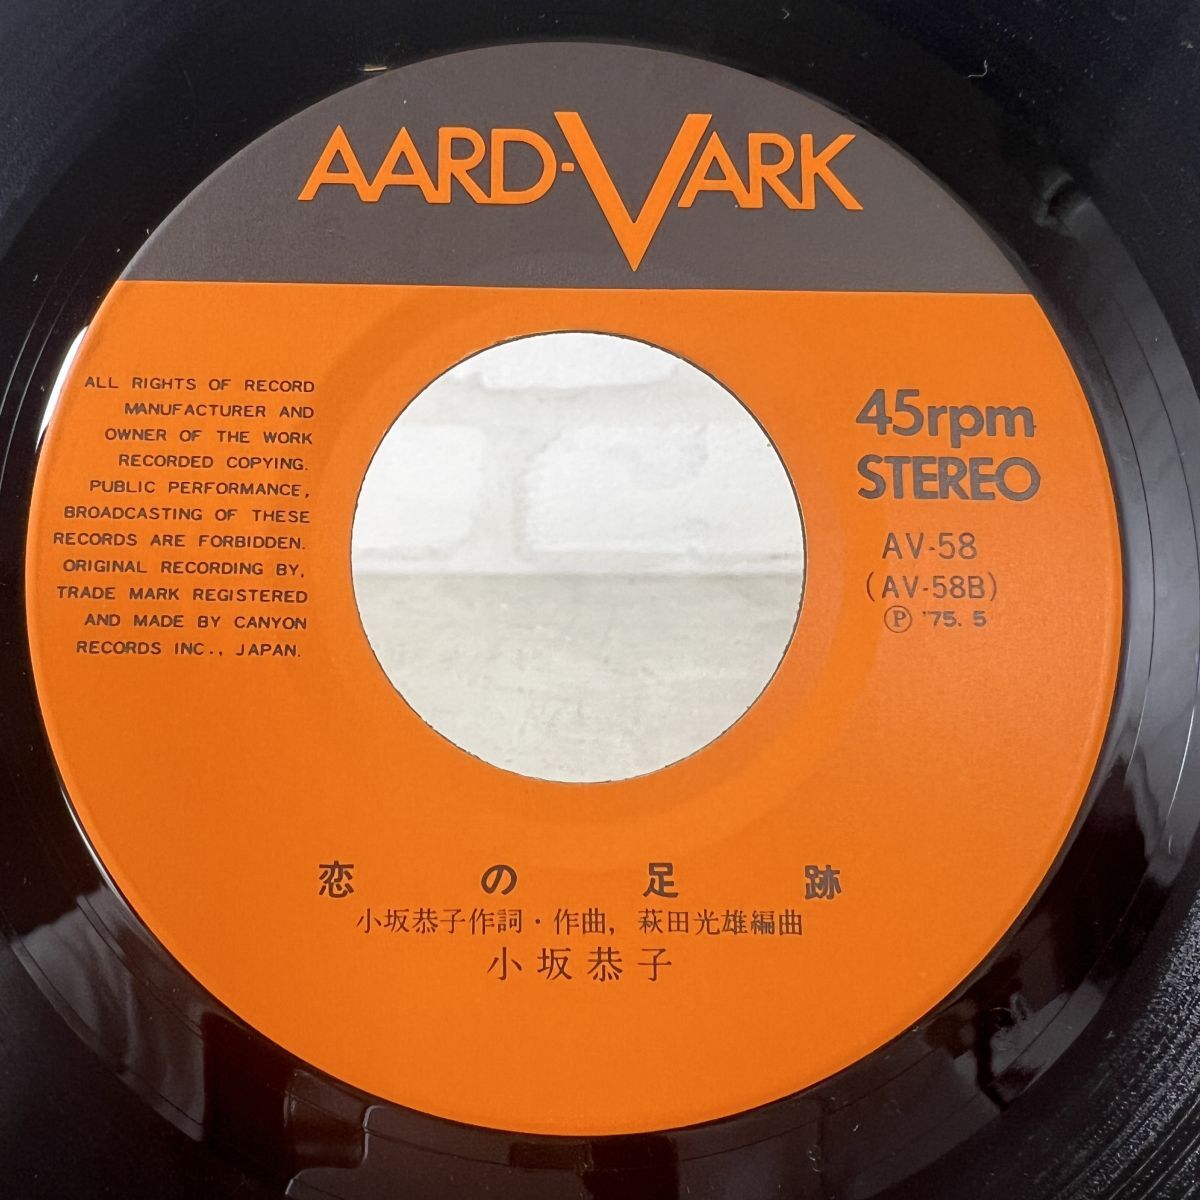 AARD-VARK
ALL RIGHTS OF RECORD
MANUFACTURER AND
OWNER OF THE WORK
RECORDED COPYING.
PUBLIC PERFORMANCE,
BROADCASTING OF THESE
RECORDS ARE FORBIDDEN.
ORIGINAL RECORDING BY,
TRADE MARK REGISTERED
AND MADE BY CANYON
RECORDS INC., JAPAN.
45rpm
STEREO
AV-58
(AV-58B)
Ⓟ '75. 5
恋の足跡
小坂恭子作詞・作曲, 萩田光雄編曲
小坂恭子